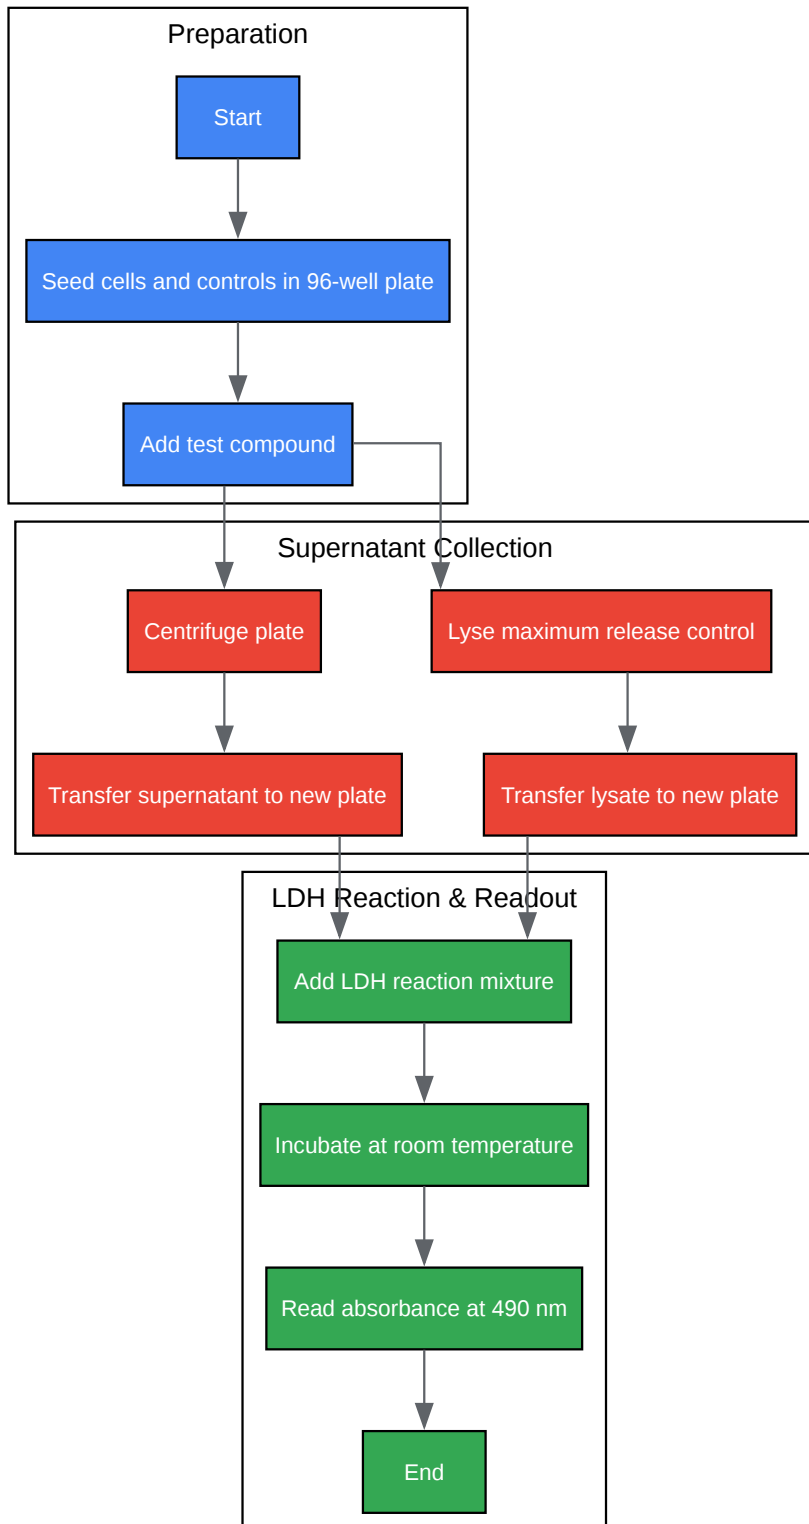 Preparation
Start
Seed cells and controls in 96-well plate
Add test compound
Supernatant Collection
Centrifuge plate
Lyse maximum release control
Transfer supernatant to new plate
Transfer lysate to new plate
LDH Reaction & Readout
Add LDH reaction mixture
Incubate at room temperature
Read absorbance at 490 nm
End